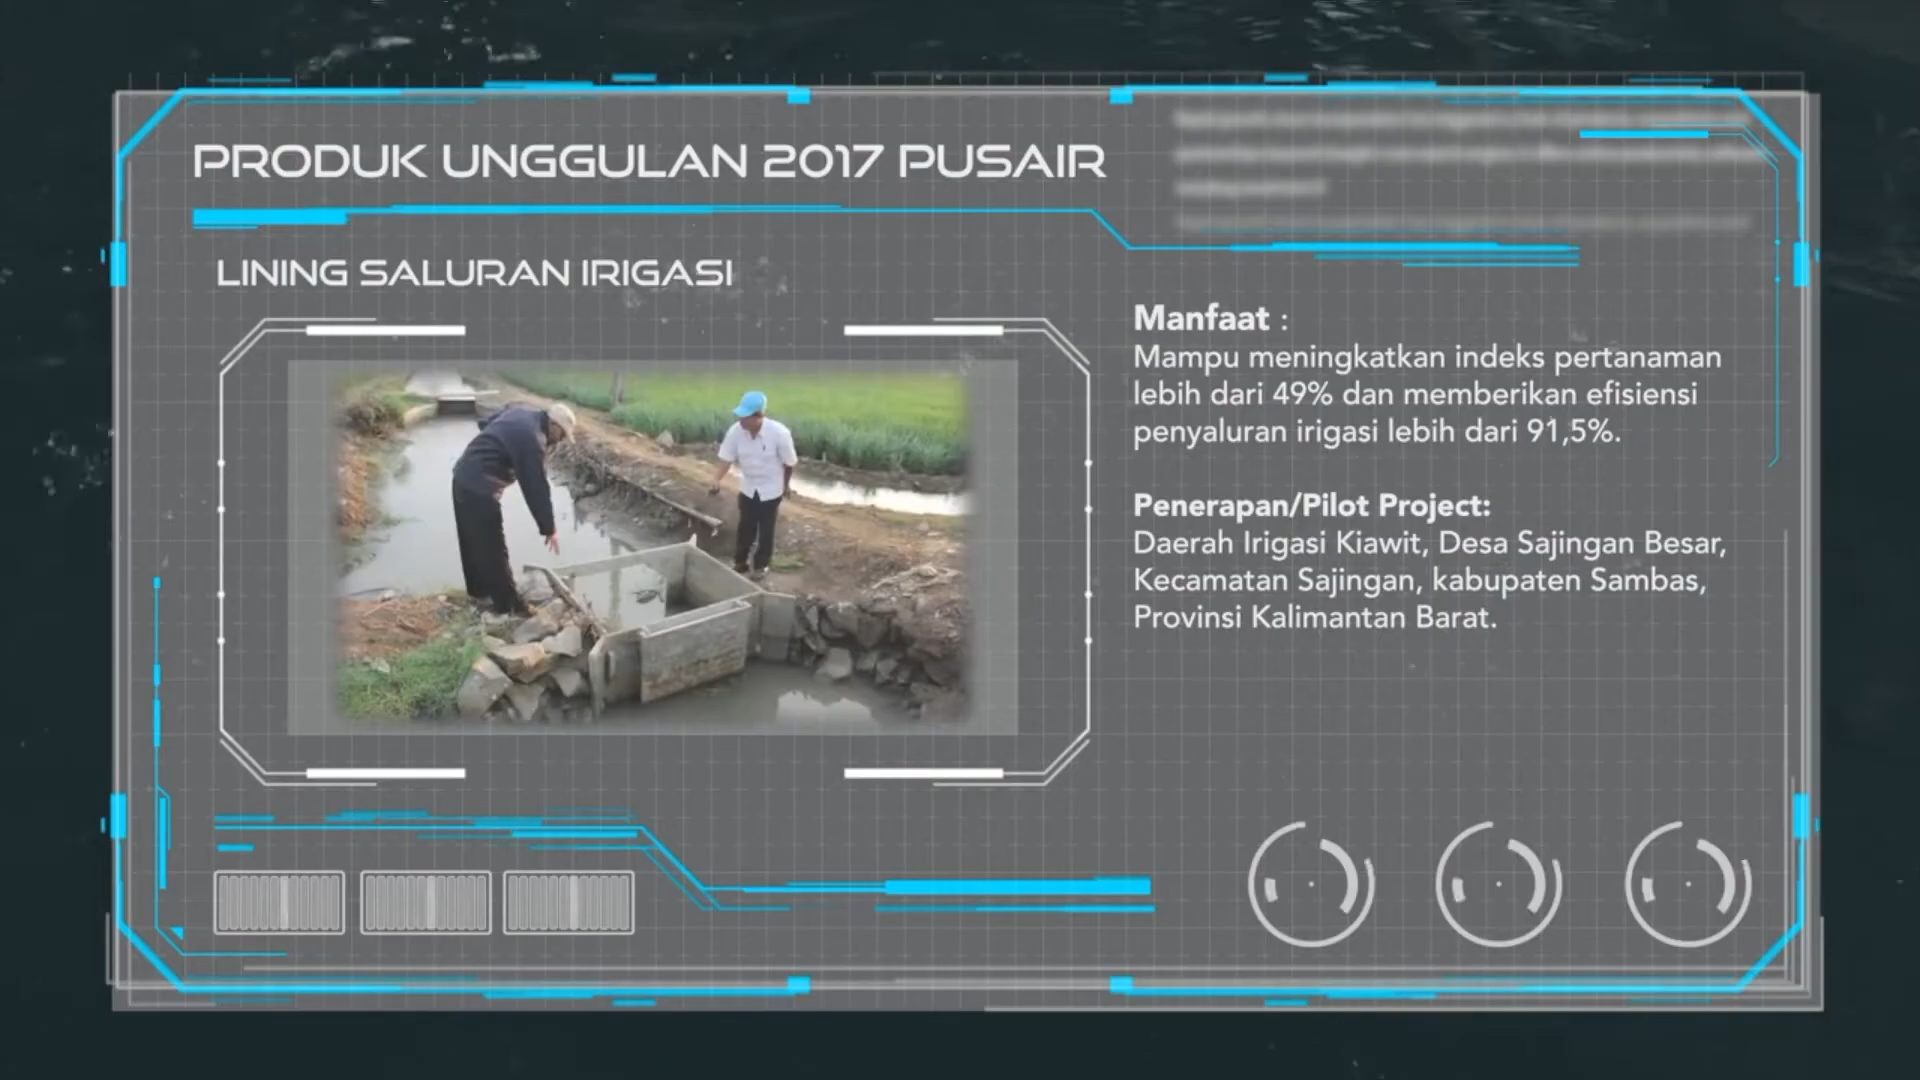 PRODUK UNGGULAN 2017 PUSAIR
LINING SALURAN IRIGASI
Manfaat :
Mampu meningkatkan indeks pertanaman
lebih dari 49% dan memberikan efisiensi
penyaluran irigasi lebih dari 91,5%.
Penerapan/Pilot Project:
Daerah Irigasi Kiawit, Desa Sajingan Besar,
Kecamatan Sajingan, kabupaten Sambas,
Provinsi Kalimantan Barat.